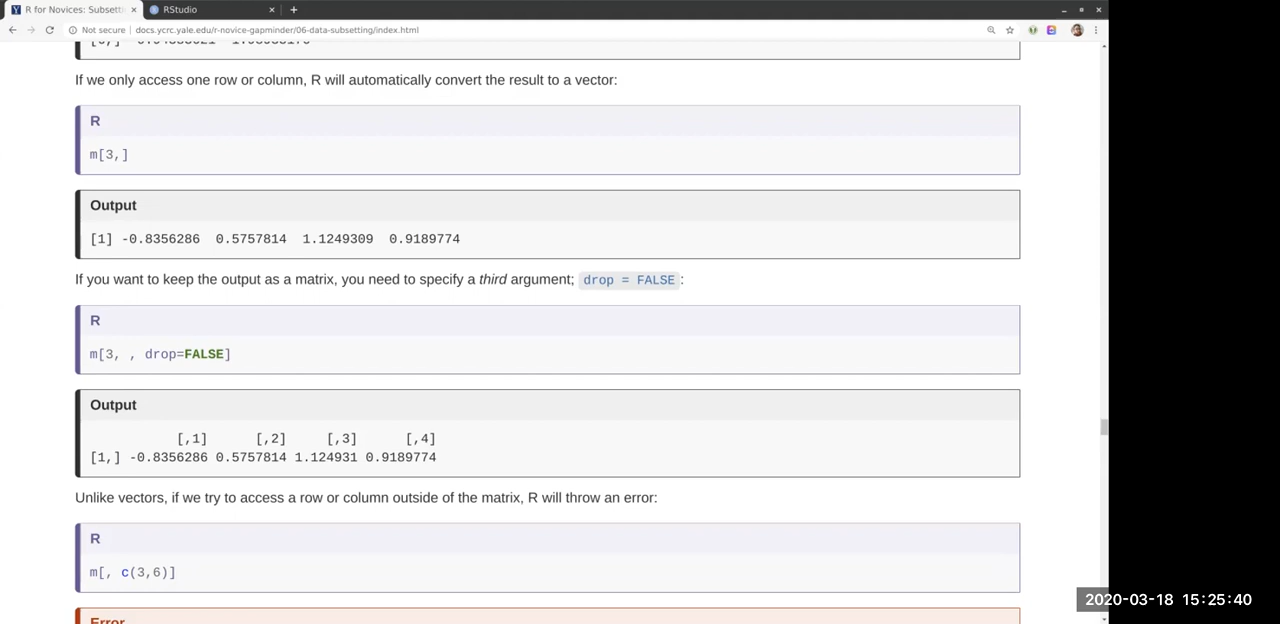 R for Novices: Subsetti
RStudio
Not secure
docs.ycrc.yale.edu/r-novice-gapminder/06-data-subsetting/index.html
If we only access one row or column, R will automatically convert the result to a vector:
R
m[3,]
Output
[1] -0.8356286  0.5757814  1.1249309  0.9189774
If you want to keep the output as a matrix, you need to specify a third argument; drop = FALSE:
R
m[3, , drop=FALSE]
Output
[,1] [,2] [,3] [,4]
[1,] -0.8356286 0.5757814 1.124931 0.9189774
Unlike vectors, if we try to access a row or column outside of the matrix, R will throw an error:
R
m[, c(3,6)]
Error
2020-03-18 15:25:40